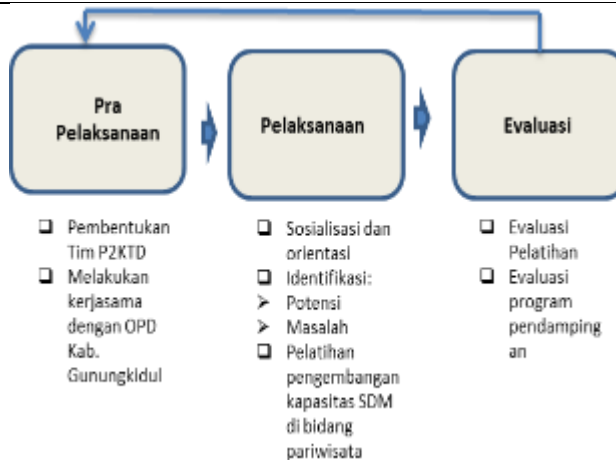 Pra
Pelaksanaan
Pelaksanaan
Evaluasi
❑ Pembentukan
Tim P2KTD
❑ Melakukan
kerjasama
dengan OPD
Kab.
Gunungkidul
❑ Sosialisasi dan
orientasi
❑ Identifikasi:
➢ Potensi
➢ Masalah
❑ Pelatihan
pengembangan
kapasitas SDM
di bidang
pariwisata
❑ Evaluasi
Pelatihan
❑ Evaluasi
program
pendamping
an